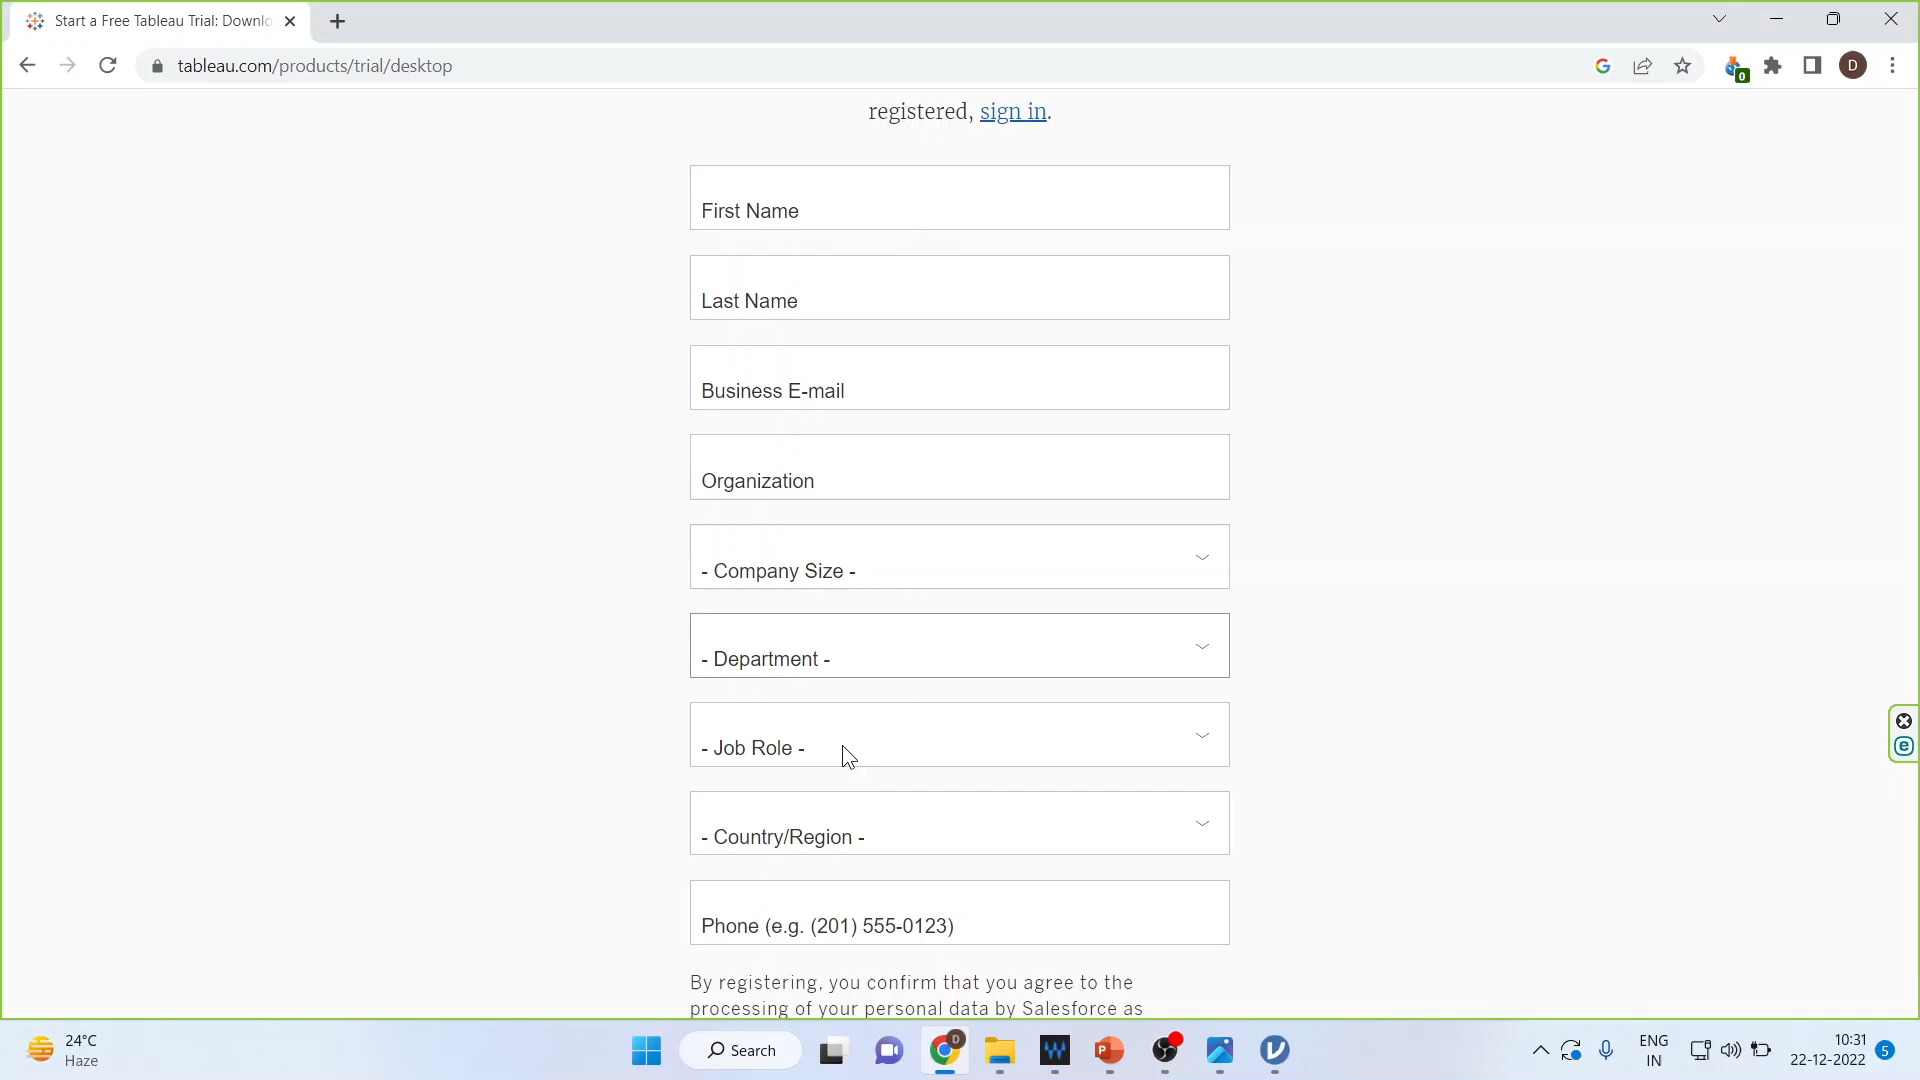 Start a Free Tableau Trial: Downlo
tableau.com/products/trial/desktop
D
0
registered, sign in.
First Name
Last Name
Business E-mail
Organization
- Company Size -
- Department -
- Job Role -
- Country/Region -
Phone (e.g. (201) 555-0123)
By registering, you confirm that you agree to the
processing of your personal data by Salesforce as
24°C
Haze
Search
D
ENG
IN
10:31
22-12-2022
5